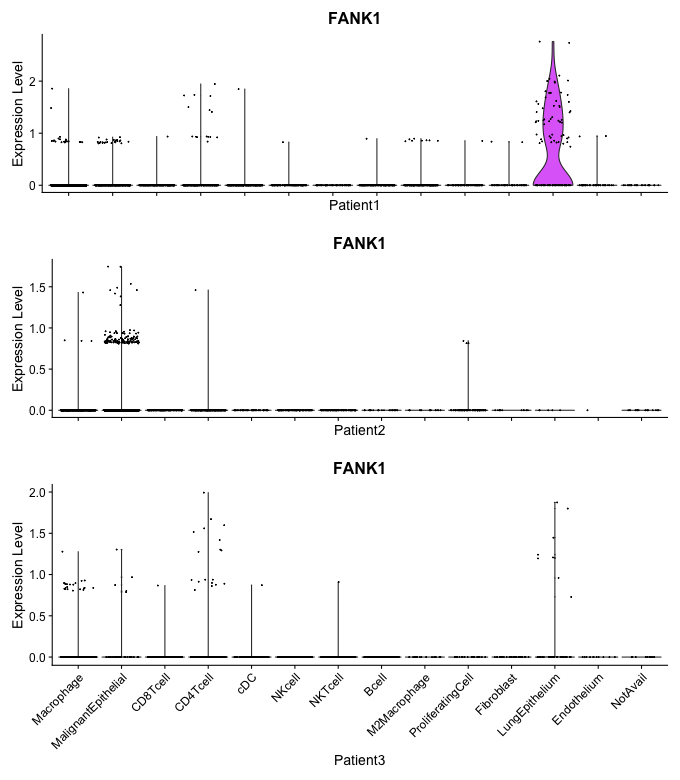 FANK1
Expression Level
2
1
0
Patient1
FANK1
Expression Level
1.5
1.0
0.5
0.0
Patient2
FANK1
Expression Level
2.0
1.5
1.0
0.5
0.0
Macrophage
MalignantEpithelial
CD8Tcell
CD4Tcell
cDC
NKcell
NKTcell
Bcell
M2Macrophage
ProliferatingCell
Fibroblast
LungEpithelium
Endothelium
NotAvail
Patient3